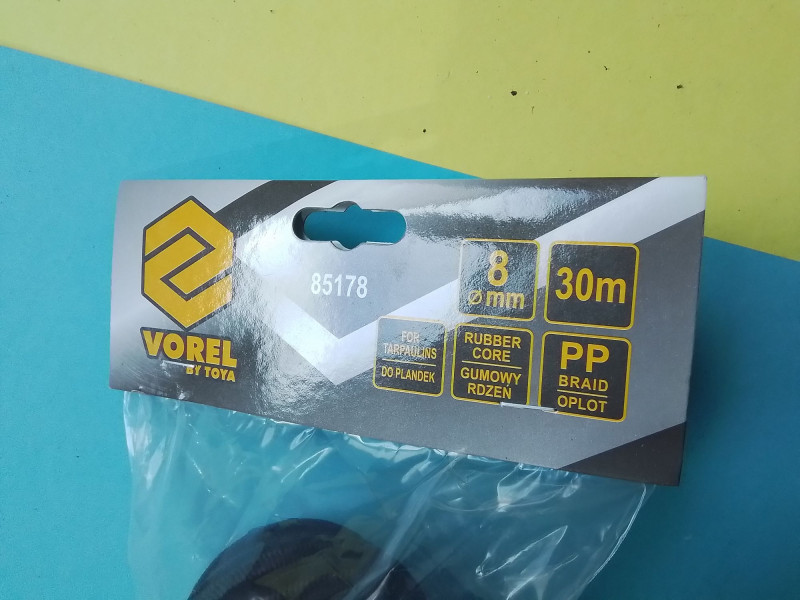 85178
8
Ø mm
30m
VOREL
BY TOYA
FOR
TARPAULINS
DO PLANDEK
RUBBER
CORE
GUMOWY
RDZEŃ
PP
BRAID
OPLOT